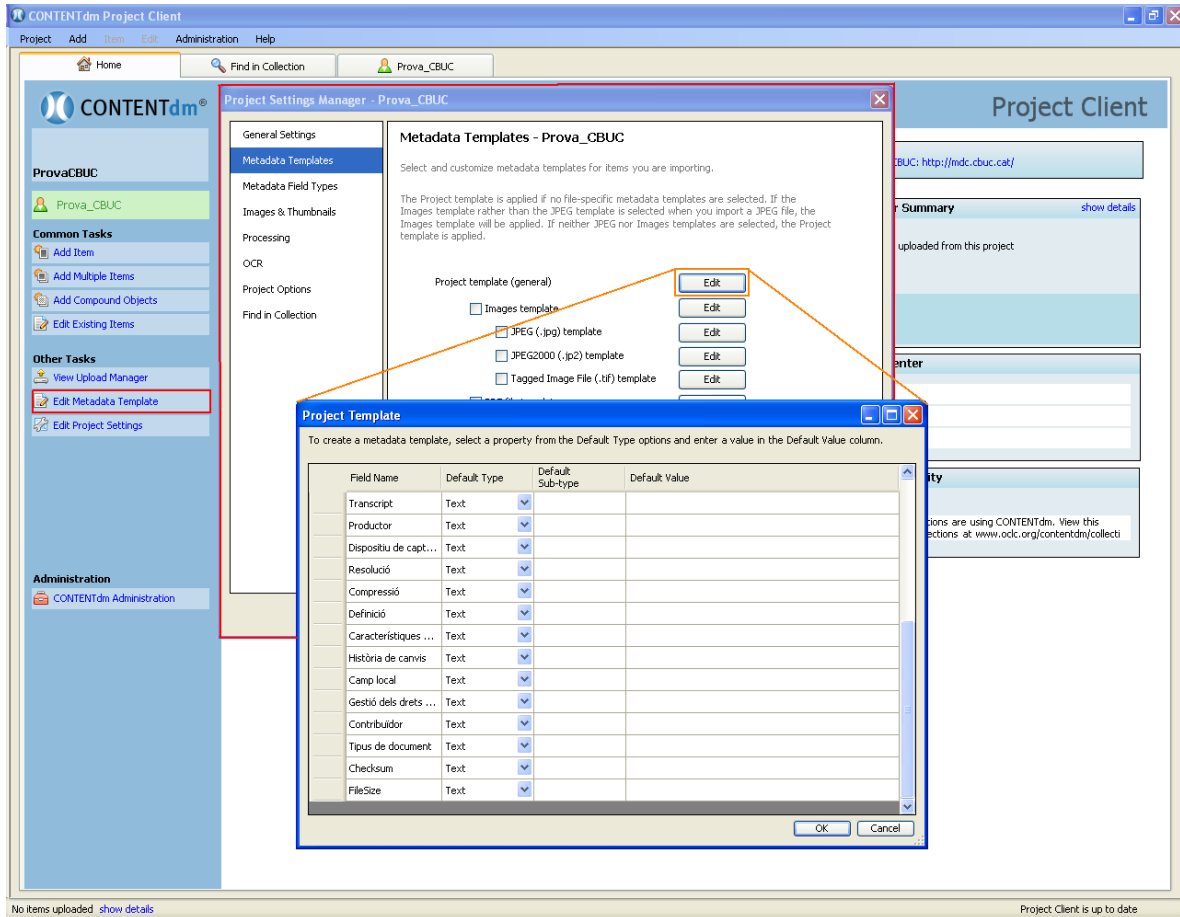 CONTENTdm Project Client
Project Add Item Edit Administration Help
Home
Find in Collection
Prova_CBUC
CONTENTdm®
Project Client
ProvaCBUC
Prova_CBUC
Common Tasks
Add Item
Add Multiple Items
Add Compound Objects
Edit Existing Items
Other Tasks
View Upload Manager
Edit Metadata Template
Edit Project Settings
Administration
CONTENTdm Administration
Project Settings Manager - Prova_CBUC
General Settings
Metadata Templates
Metadata Field Types
Images & Thumbnails
Processing
OCR
Project Options
Find in Collection
Metadata Templates - Prova_CBUC
Select and customize metadata templates for items you are importing.
The Project template is applied if no file-specific metadata templates are selected. If the
Images template rather than the JPEG template is selected when you import a JPEG file, the
Images template will be applied. If neither JPEG nor Images templates are selected, the Project
template is applied.
Project template (general) Edit
Images template Edit
JPEG (.jpg) template Edit
JPEG2000 (.jp2) template Edit
Tagged Image File (.tif) template Edit
CBUC: http://mdc.cbuc.cat/
r Summary show details
uploaded from this project
enter
ity
tions are using CONTENTdm. View this
ections at www.oclc.org/contentdm/collecti
Project Template
To create a metadata template, select a property from the Default Type options and enter a value in the Default Value column.
Field Name Default Type Default Sub-type Default Value
Transcript Text
Productor Text
Dispositiu de capt... Text
Resolució Text
Compressió Text
Definició Text
Característiques ... Text
Història de canvis Text
Camp local Text
Gestió dels drets ... Text
Contribuïdor Text
Tipus de document Text
Checksum Text
FileSize Text
OK Cancel
No items uploaded show details
Project Client is up to date